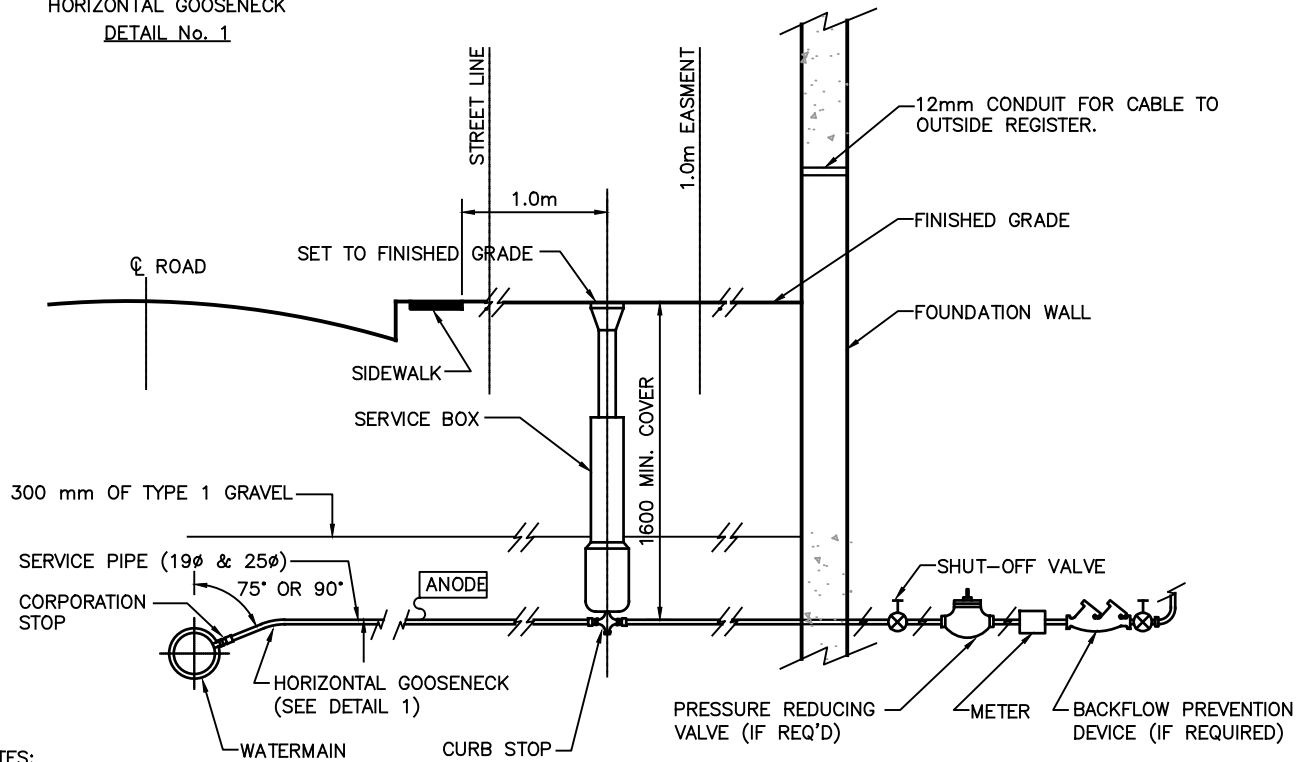 HORIZONTAL GOOSENECK
DETAIL No. 1
STREET LINE
1.0m EASMENT
12mm CONDUIT FOR CABLE TO
OUTSIDE REGISTER.
1.0m
FINISHED GRADE
SET TO FINISHED GRADE
℄ ROAD
FOUNDATION WALL
SIDEWALK
SERVICE BOX
1600 MIN. COVER
300 mm OF TYPE 1 GRAVEL
SERVICE PIPE (19ø & 25ø)
75° OR 90°
ANODE
SHUT-OFF VALVE
CORPORATION
STOP
HORIZONTAL GOOSENECK
(SEE DETAIL 1)
PRESSURE REDUCING
VALVE (IF REQ'D)
METER
BACKFLOW PREVENTION
DEVICE (IF REQUIRED)
WATERMAIN
CURB STOP